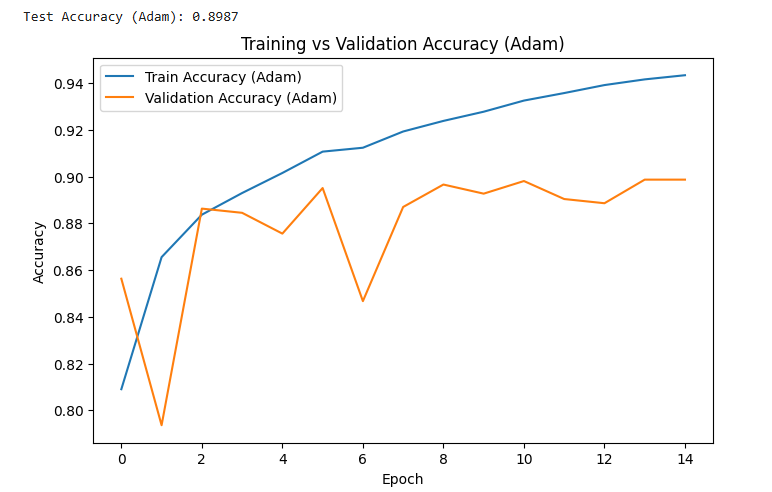 Test Accuracy (Adam): 0.8987
Training vs Validation Accuracy (Adam)
Train Accuracy (Adam)
Validation Accuracy (Adam)
0.94
0.92
0.90
0.88
0.86
0.84
0.82
0.80
Accuracy
0 2 4 6 8 10 12 14
Epoch